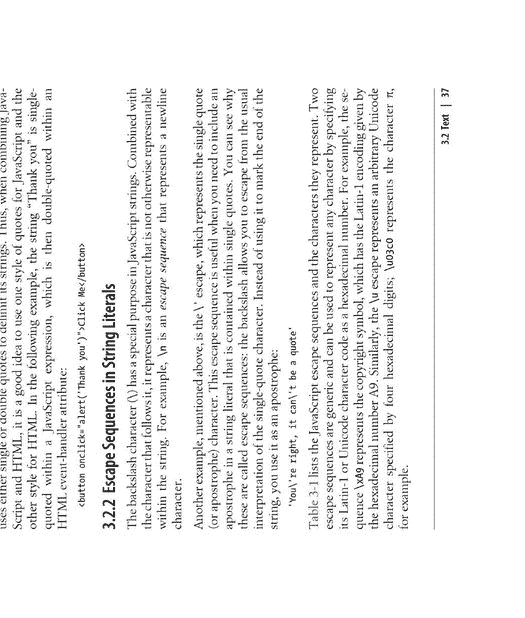 uses either single or double quotes to delimit its strings. Thus, when combining Java-
Script and HTML, it is a good idea to use one style of quotes for JavaScript and the
other style for HTML. In the following example, the string “Thank you” is single-
quoted within a JavaScript expression, which is then double-quoted within an
HTML event-handler attribute:
<button onclick="alert('Thank you')">Click Me</button>
3.2.2 Escape Sequences in String Literals
The backslash character (\) has a special purpose in JavaScript strings. Combined with
the character that follows it, it represents a character that is not otherwise representable
within the string. For example, \n is an escape sequence that represents a newline
character.
Another example, mentioned above, is the \' escape, which represents the single quote
(or apostrophe) character. This escape sequence is useful when you need to include an
apostrophe in a string literal that is contained within single quotes. You can see why
these are called escape sequences: the backslash allows you to escape from the usual
interpretation of the single-quote character. Instead of using it to mark the end of the
string, you use it as an apostrophe:
'You\'re right, it can\'t be a quote'
Table 3-1 lists the JavaScript escape sequences and the characters they represent. Two
escape sequences are generic and can be used to represent any character by specifying
its Latin-1 or Unicode character code as a hexadecimal number. For example, the se-
quence \xA9 represents the copyright symbol, which has the Latin-1 encoding given by
the hexadecimal number A9. Similarly, the \u escape represents an arbitrary Unicode
character specified by four hexadecimal digits; \u03c0 represents the character π,
for example.
3.2 Text | 37